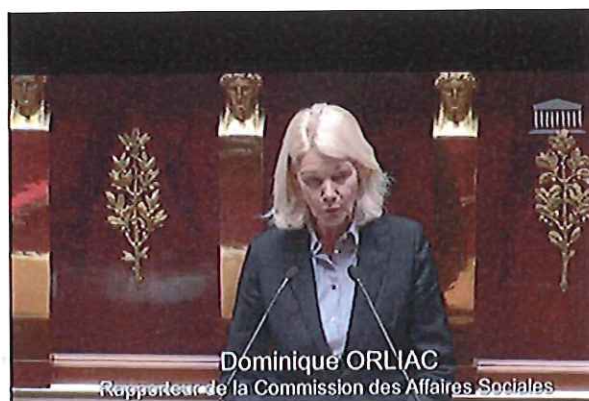 Dominique ORLIAC
Rapporteur de la Commission des Affaires Sociales